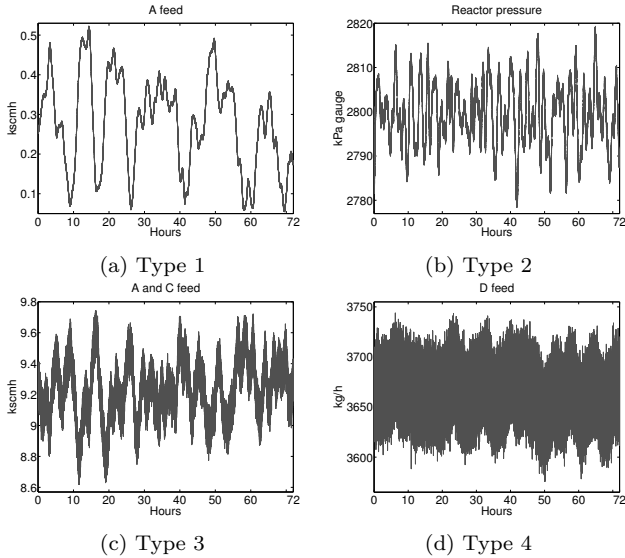 A feed
kscmh
0.5
0.4
0.3
0.2
0.1
0 10 20 30 40 50 60 72
Hours
(a) Type 1
Reactor pressure
kPa gauge
2820
2810
2800
2790
2780
0 10 20 30 40 50 60 72
Hours
(b) Type 2
A and C feed
kscmh
9.8
9.6
9.4
9.2
9
8.8
8.6
0 10 20 30 40 50 60 72
Hours
(c) Type 3
D feed
kg/h
3750
3700
3650
3600
0 10 20 30 40 50 60 72
Hours
(d) Type 4